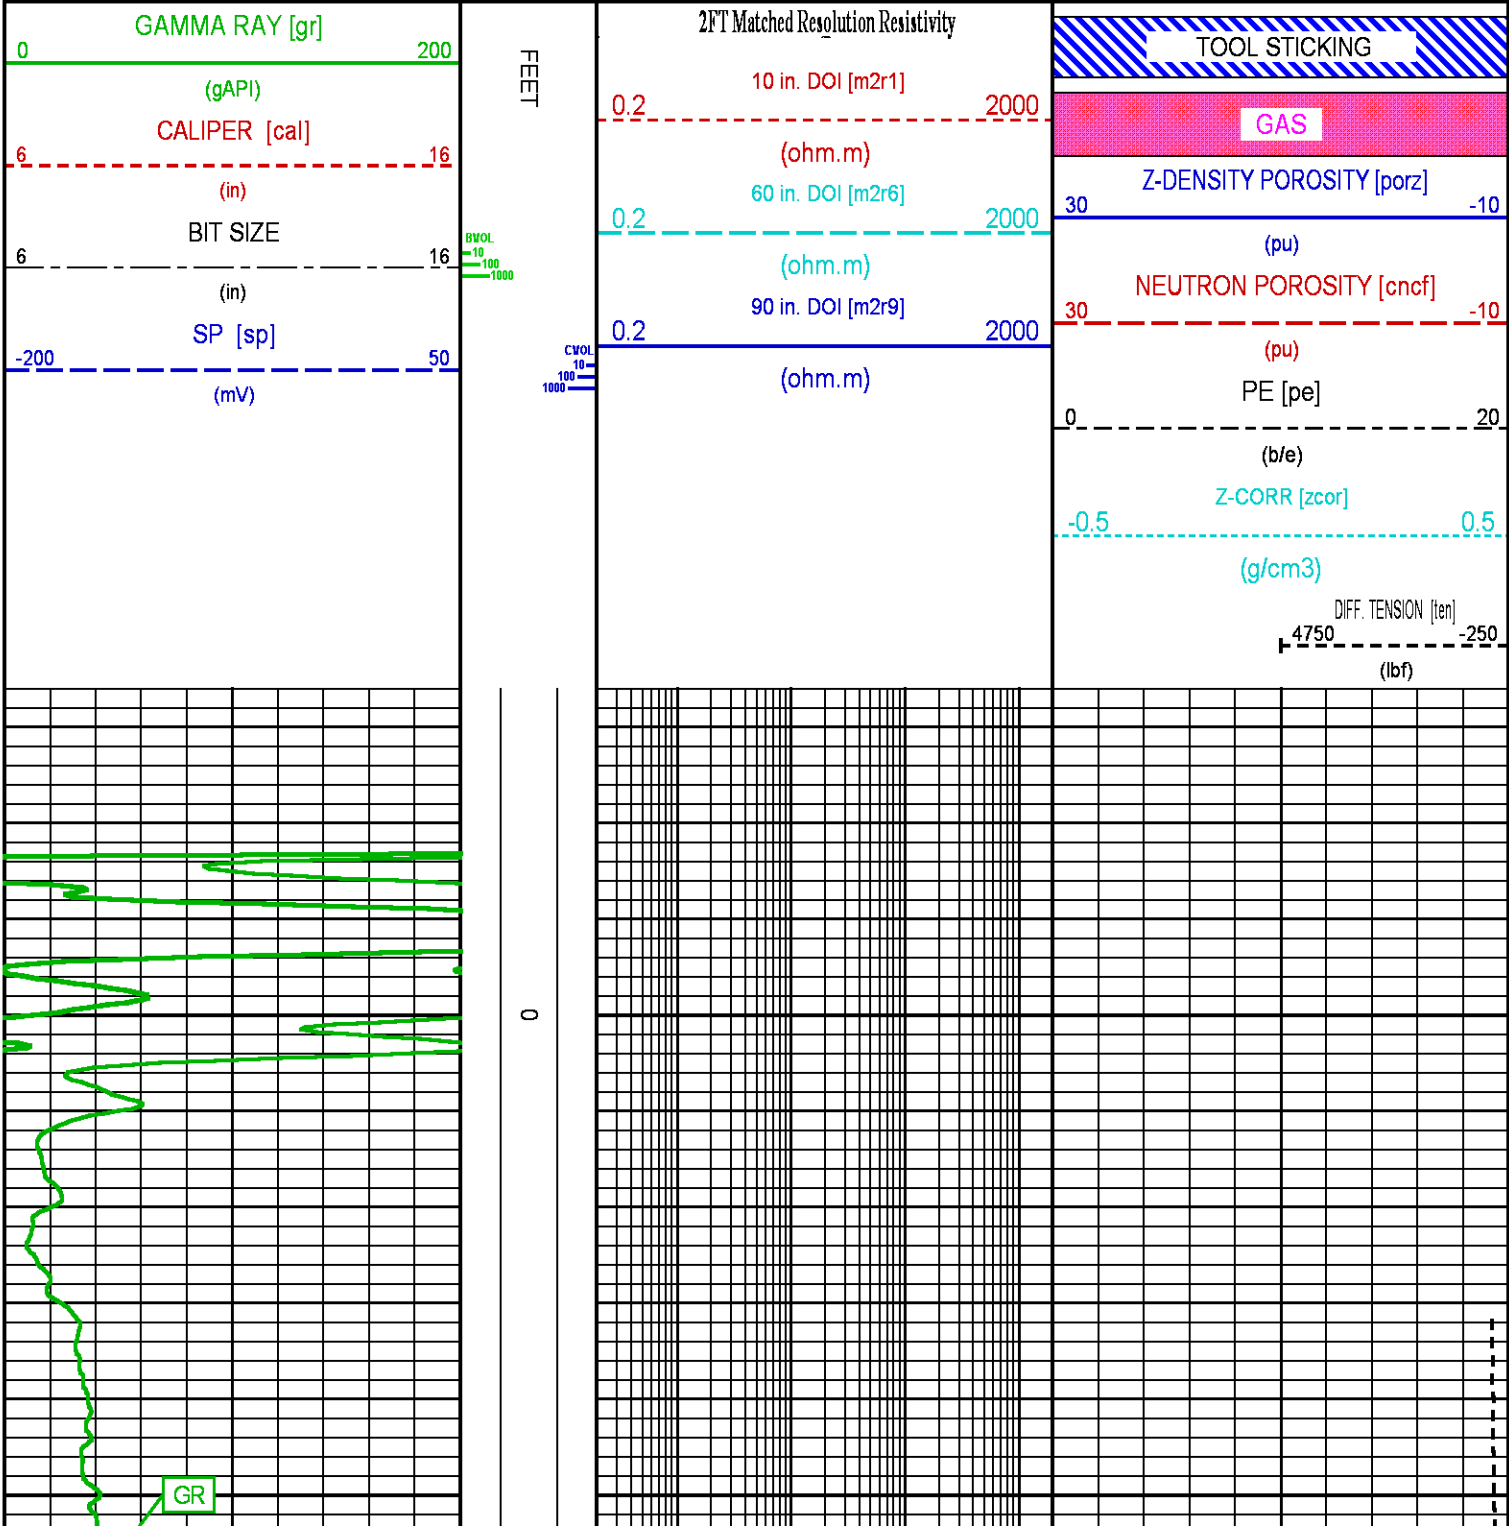 GAMMA RAY [gr]
0 200
(gAPI)
CALIPER [cal]
6 16
(in)
BIT SIZE
6 16
(in)
SP [sp]
-200 50
(mV)
FEET
BVOL
10
100
1000
CVOL
10
100
1000
2FT Matched Resolution Resistivity
10 in. DOI [m2r1]
0.2 2000
(ohm.m)
60 in. DOI [m2r6]
0.2 2000
(ohm.m)
90 in. DOI [m2r9]
0.2 2000
(ohm.m)
TOOL STICKING
GAS
Z-DENSITY POROSITY [porz]
30 -10
(pu)
NEUTRON POROSITY [cncf]
30 -10
(pu)
PE [pe]
0 20
(b/e)
Z-CORR [zcor]
-0.5 0.5
(g/cm3)
DIFF. TENSION [ten]
4750 -250
(lbf)
0
GR